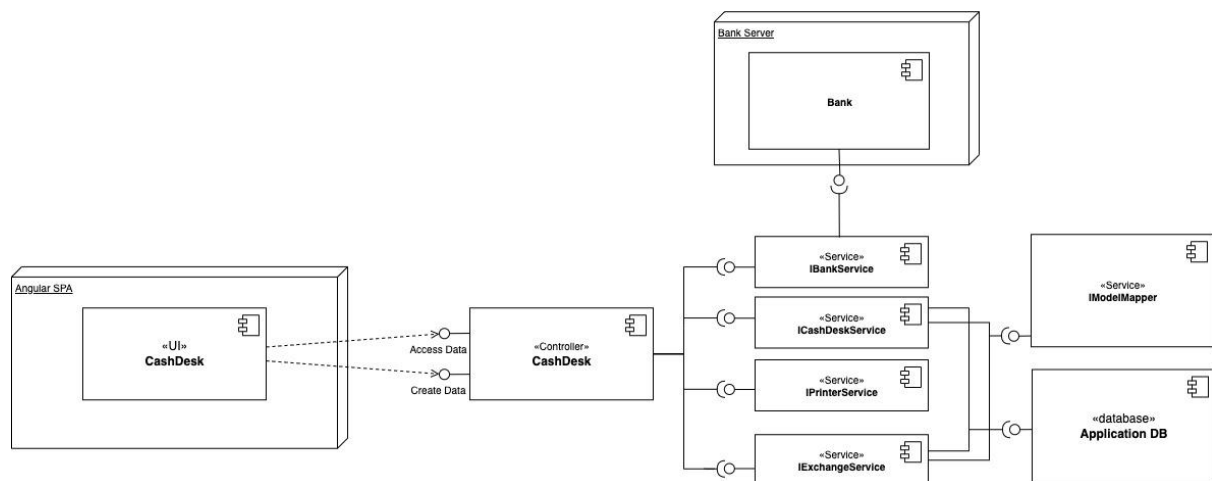 Bank Server
Bank
«Service»
IBankService
«Service»
IModelMapper
Angular SPA
«UI»
CashDesk
Access Data
Create Data
«Controller»
CashDesk
«Service»
ICashDeskService
«Service»
IPrinterService
«Service»
IExchangeService
«database»
Application DB